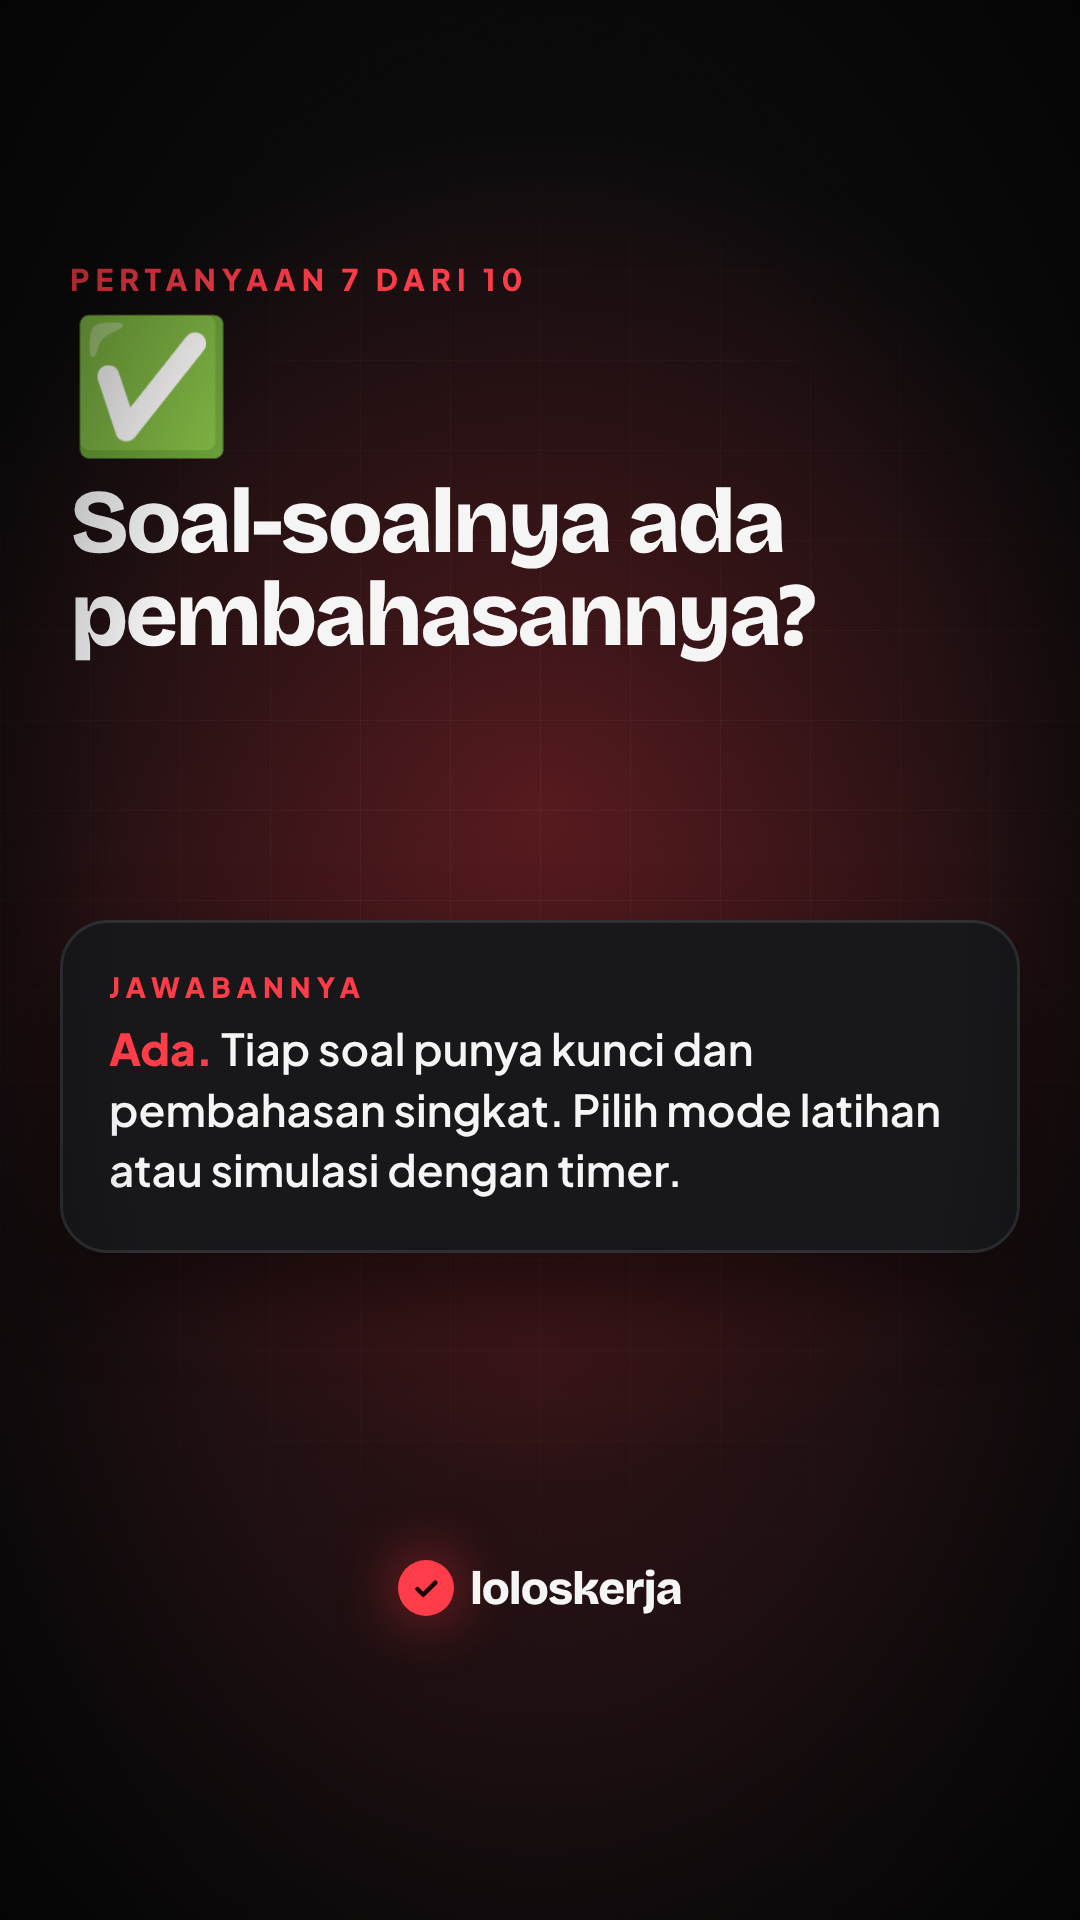 PERTANYAAN 7 DARI 10
Soal-soalnya ada
pembahasannya?
JAWABANNYA
Ada. Tiap soal punya kunci dan
pembahasan singkat. Pilih mode latihan
atau simulasi dengan timer.
loloskerja